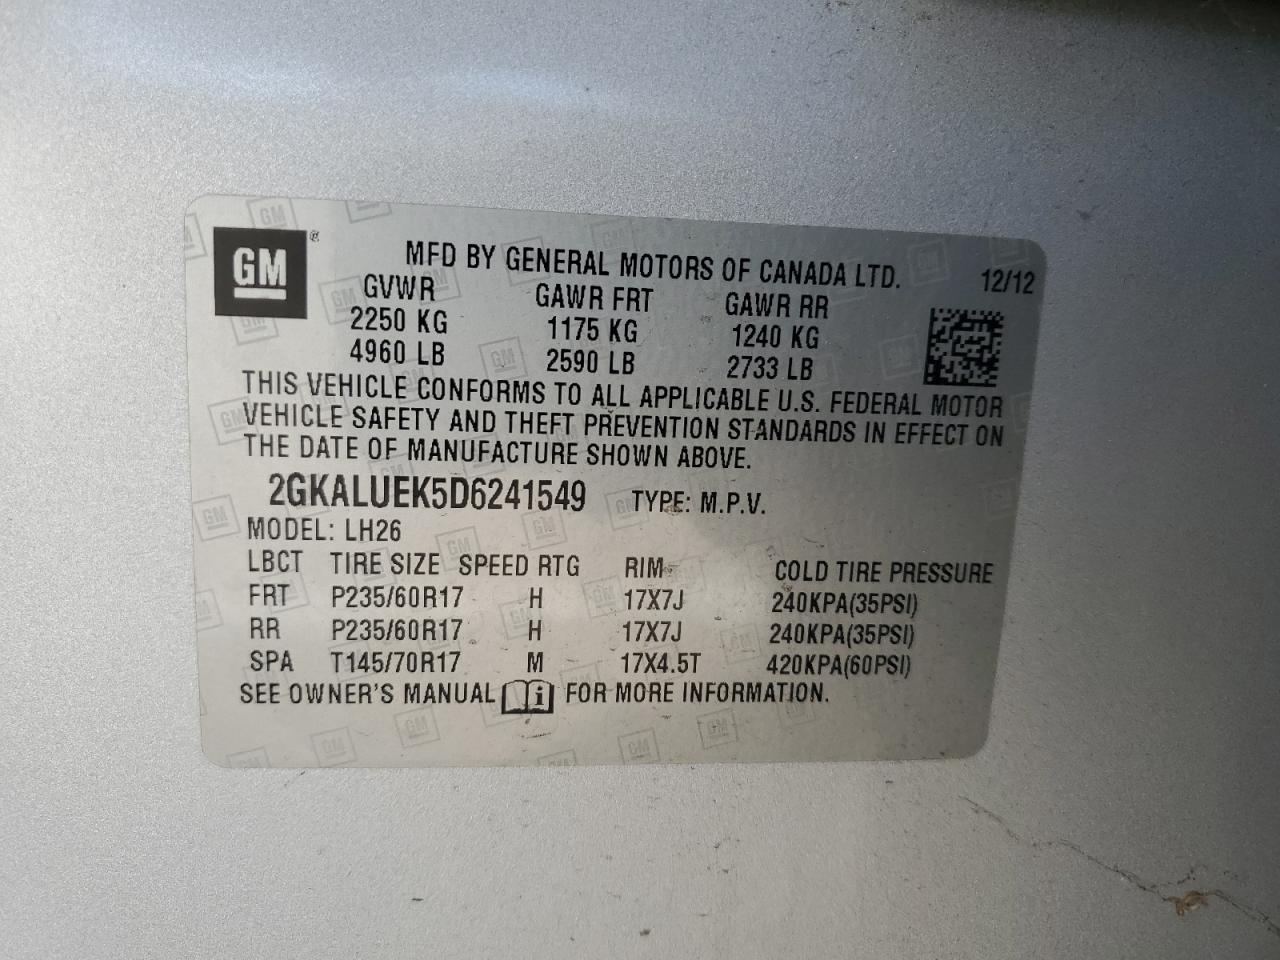 GM ®
MFD BY GENERAL MOTORS OF CANADA LTD. 12/12
GVWR GAWR FRT GAWR RR
2250 KG 1175 KG 1240 KG
4960 LB 2590 LB 2733 LB
THIS VEHICLE CONFORMS TO ALL APPLICABLE U.S. FEDERAL MOTOR
VEHICLE SAFETY AND THEFT PREVENTION STANDARDS IN EFFECT ON
THE DATE OF MANUFACTURE SHOWN ABOVE.
2GKALUEK5D6241549 TYPE: M.P.V.
MODEL: LH26
LBCT TIRE SIZE SPEED RTG RIM COLD TIRE PRESSURE
FRT P235/60R17 H 17X7J 240KPA(35PSI)
RR P235/60R17 H 17X7J 240KPA(35PSI)
SPA T145/70R17 M 17X4.5T 420KPA(60PSI)
SEE OWNER'S MANUAL i FOR MORE INFORMATION.